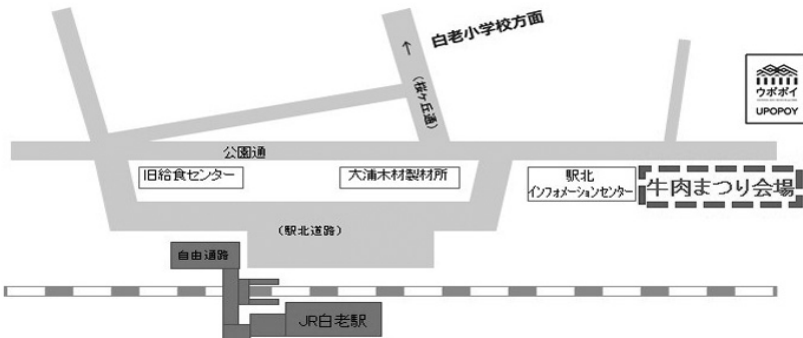 白老小学校方面
↑
(桜ヶ丘通)
ウポポイ
UPOPOY
公園通
旧給食センター
大浦木材製材所
駅北
インフォメーションセンター
牛肉まつり会場
(駅北道路)
自由通路
JR白老駅